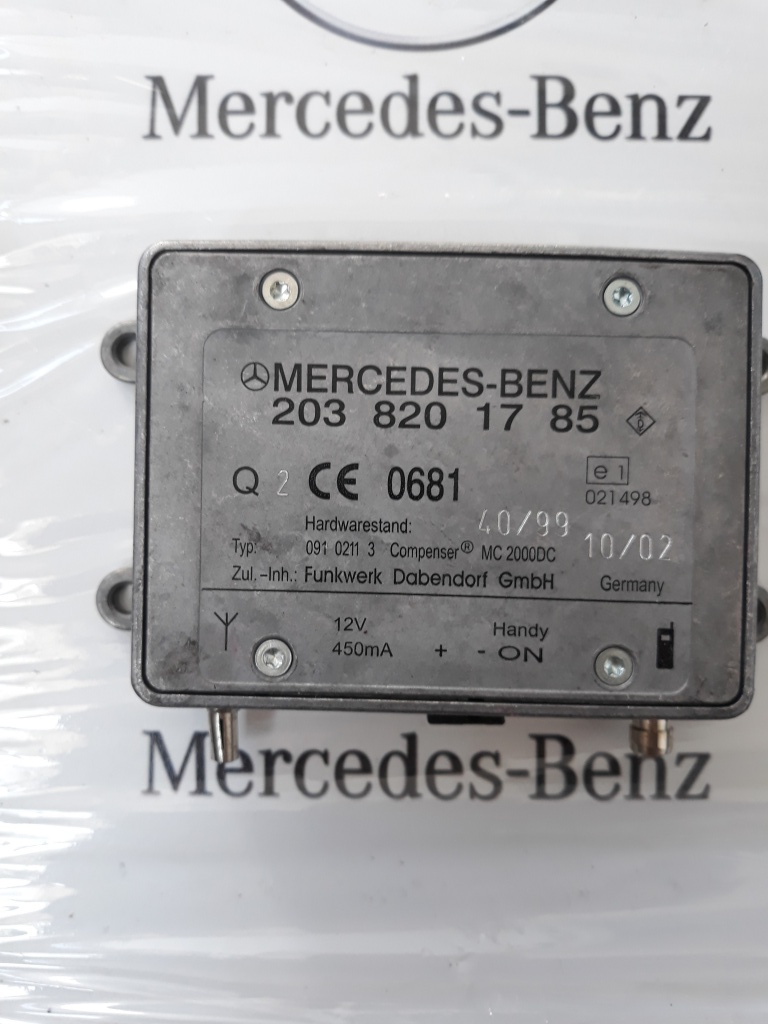 Mercedes-Benz
MERCEDES-BENZ
203 820 17 85
Q 2 CE 0681
e 1
021498
Hardwarestand: 40/99
10/02
Typ: 091 0211 3 Compenser® MC 2000DC
Zul.-Inh.: Funkwerk Dabendorf GmbH Germany
12V. Handy
450mA + - ON
Mercedes-Benz